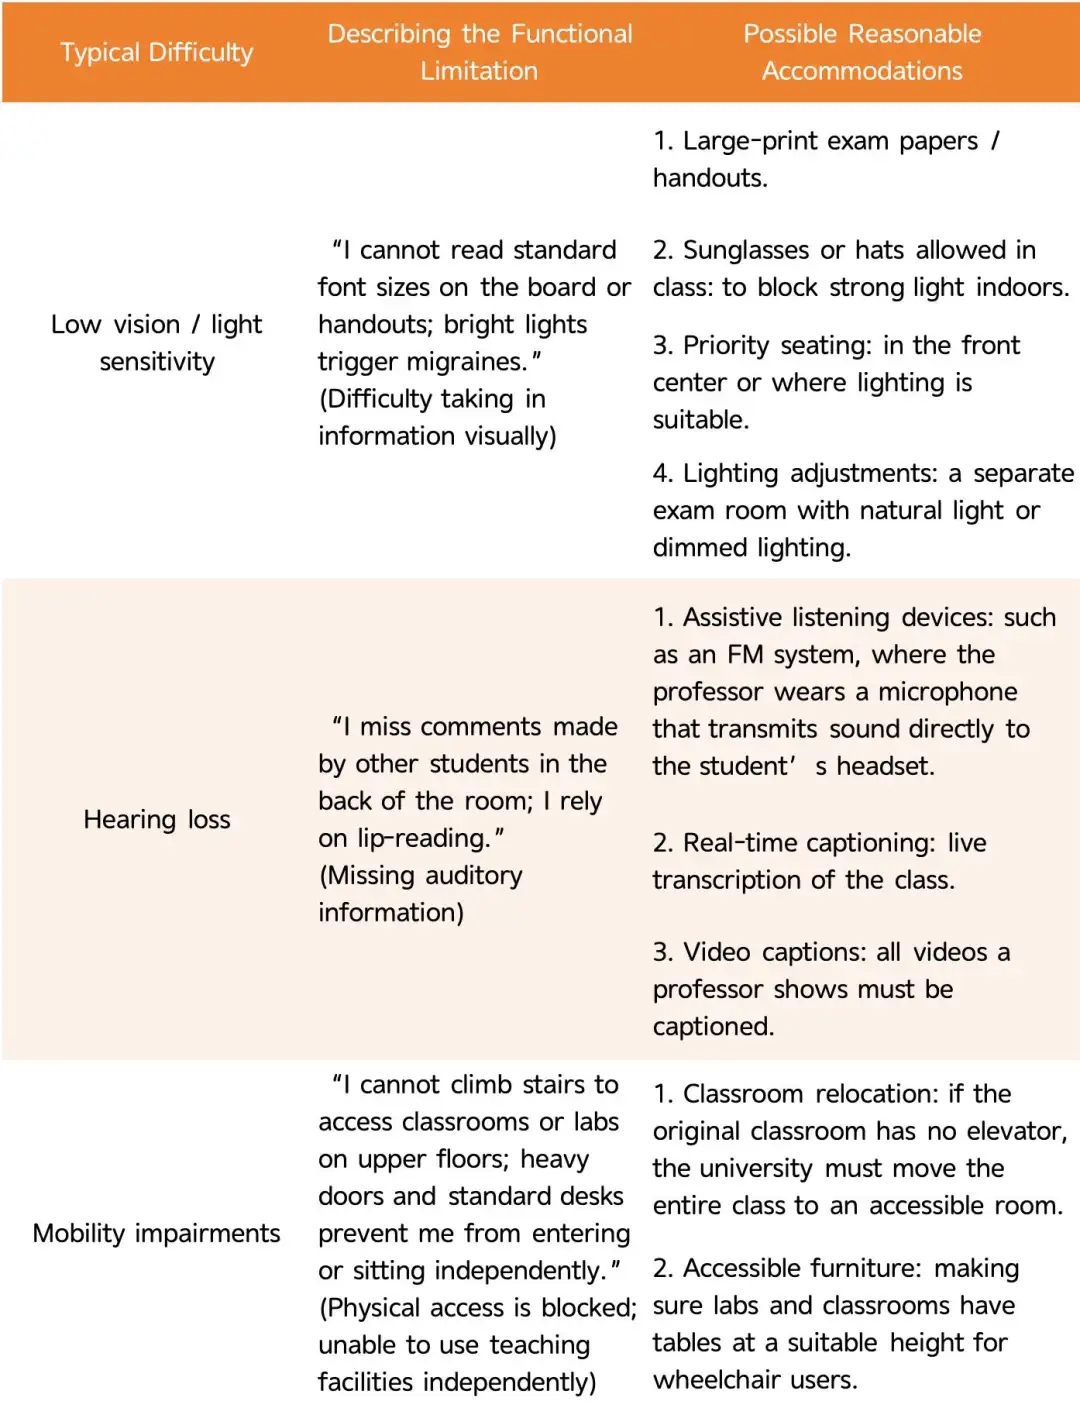 Typical Difficulty
Describing the Functional
Limitation
Possible Reasonable
Accommodations
Low vision / light
sensitivity
“I cannot read standard
font sizes on the board or
handouts; bright lights
trigger migraines.”
(Difficulty taking in
information visually)
1. Large-print exam papers /
handouts.
2. Sunglasses or hats allowed in
class: to block strong light indoors.
3. Priority seating: in the front
center or where lighting is
suitable.
4. Lighting adjustments: a separate
exam room with natural light or
dimmed lighting.
Hearing loss
“I miss comments made
by other students in the
back of the room; I rely
on lip-reading.”
(Missing auditory
information)
1. Assistive listening devices: such
as an FM system, where the
professor wears a microphone
that transmits sound directly to
the student’s headset.
2. Real-time captioning: live
transcription of the class.
3. Video captions: all videos a
professor shows must be
captioned.
Mobility impairments
“I cannot climb stairs to
access classrooms or labs
on upper floors; heavy
doors and standard desks
prevent me from entering
or sitting independently.”
(Physical access is blocked;
unable to use teaching
facilities independently)
1. Classroom relocation: if the
original classroom has no elevator,
the university must move the
entire class to an accessible room.
2. Accessible furniture: making
sure labs and classrooms have
tables at a suitable height for
wheelchair users.